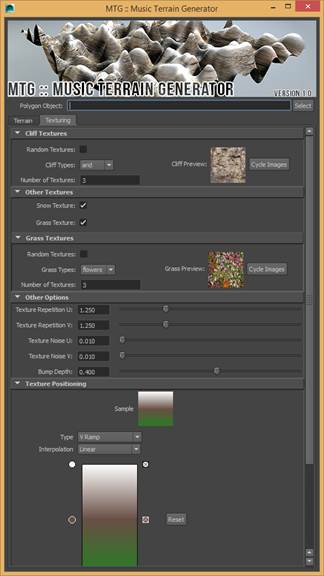 MTG :: Music Terrain Generator
MTG :: MUSIC TERRAIN GENERATOR
VERSION 1.0
Polygon Object:
Select
Terrain
Texturing
Cliff Textures
Random Textures:
Cliff Types: and
Cliff Preview:
Cycle Images
Number of Textures: 3
Other Textures
Snow Texture:
Grass Texture:
Grass Textures
Random Textures:
Grass Types: flowers
Grass Preview:
Cycle Images
Number of Textures: 3
Other Options
Texture Repetition U: 1.250
Texture Repetition V: 1.250
Texture Noise U: 0.010
Texture Noise V: 0.010
Bump Depth: 0.400
Texture Positioning
Sample
Type V Ramp
Interpolation Linear
Reset